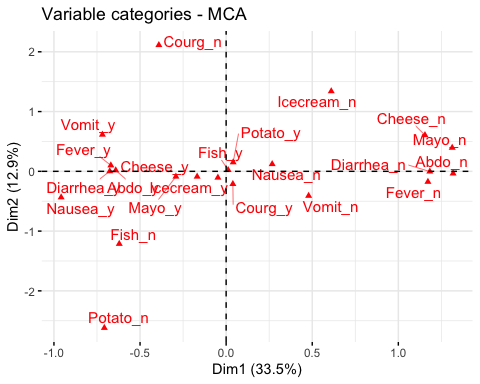 Variable categories - MCA
Courg_n
Icecream_n
Cheese_n
Vomit_y
Potato_y
Mayo_n
Fever_y
Fish_y
Cheese_y
Diarrhea_n
Abdo_n
Nausea_n
Diarrhea_y
Abdo_y
Icecream_y
Fever_n
Nausea_y
Mayo_y
Courg_y
Vomit_n
Fish_n
Potato_n
2
1
0
-1
-2
Dim2 (12.9%)
-1.0 -0.5 0.0 0.5 1.0
Dim1 (33.5%)